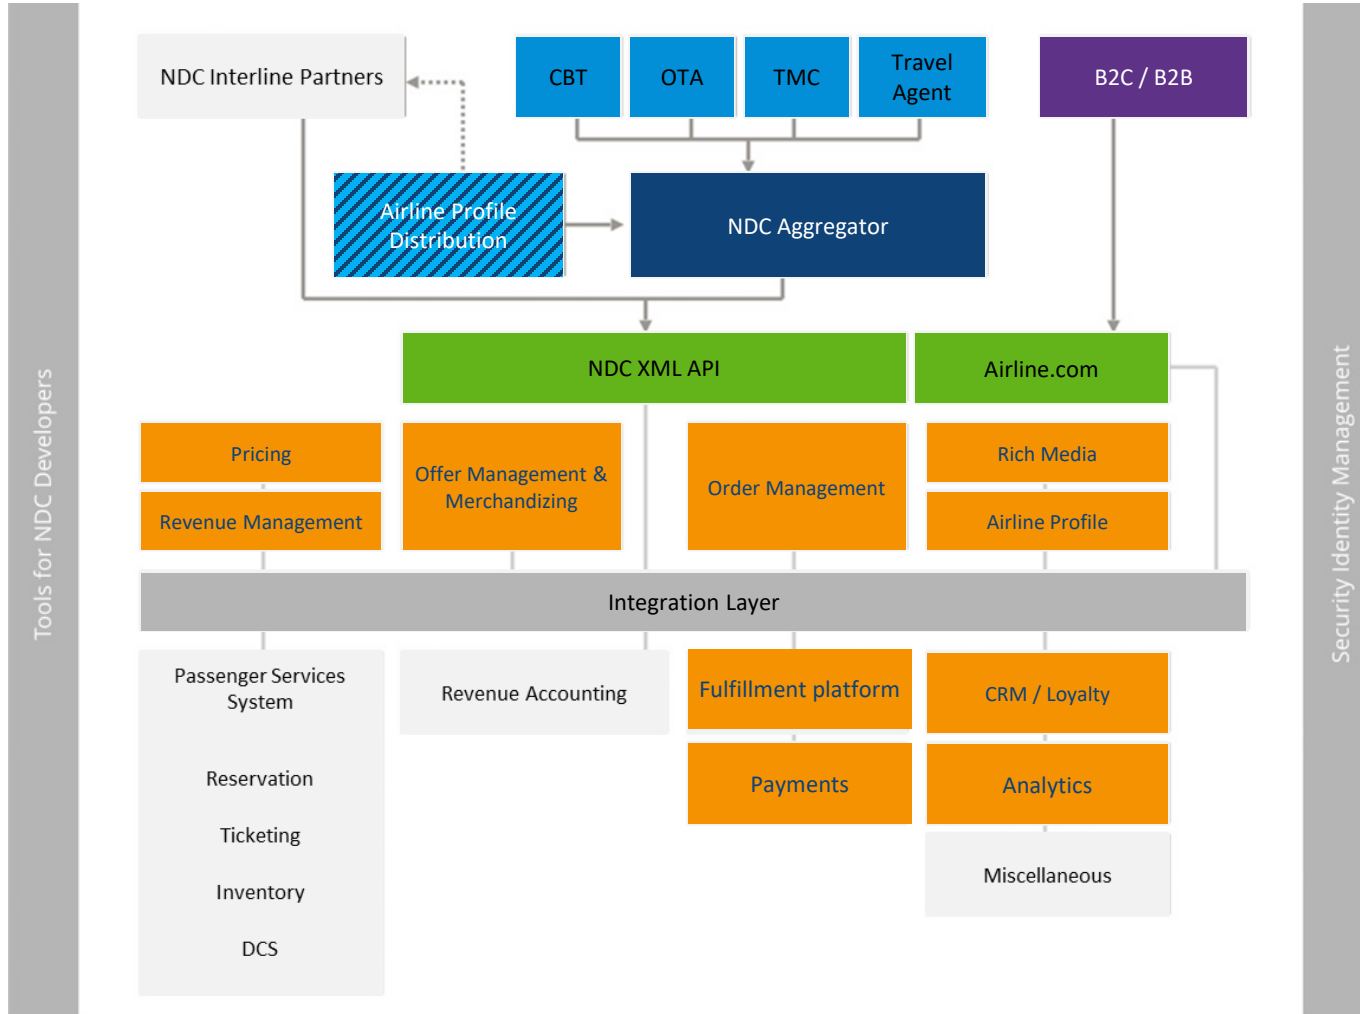 Tools for NDC Developers
NDC Interline Partners
CBT
OTA
TMC
Travel
Agent
B2C / B2B
Airline Profile
Distribution
NDC Aggregator
NDC XML API
Airline.com
Pricing
Revenue Management
Offer Management &
Merchandizing
Order Management
Rich Media
Airline Profile
Integration Layer
Passenger Services
System
Reservation
Ticketing
Inventory
DCS
Revenue Accounting
Fulfillment platform
Payments
CRM / Loyalty
Analytics
Miscellaneous
Security Identity Management